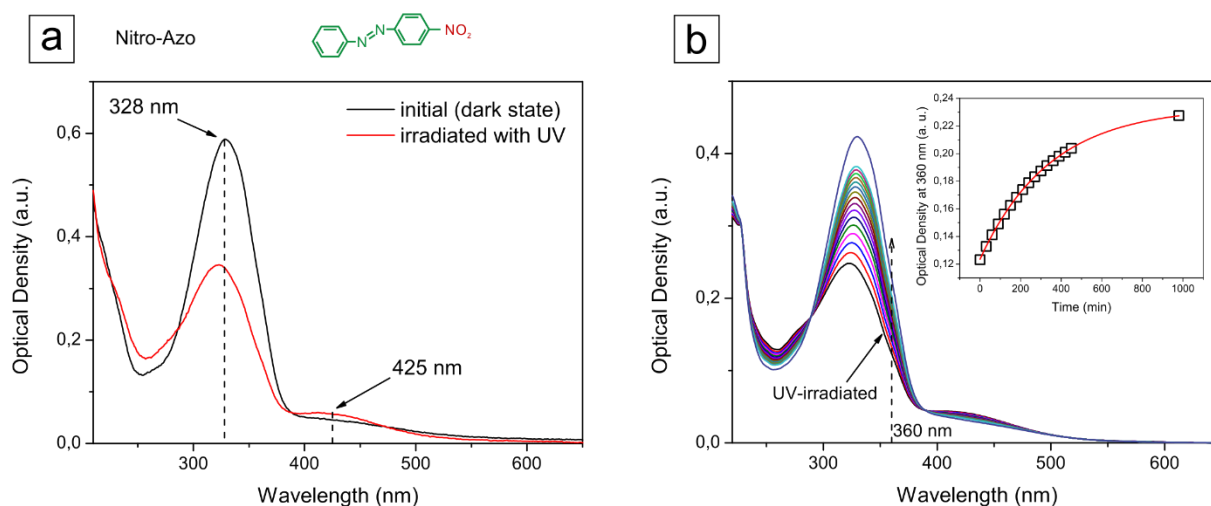 a
Nitro-Azo
N
N
NO2
328 nm
initial (dark state)
irradiated with UV
425 nm
0,6
0,4
0,2
0,0
Optical Density (a.u.)
300
400
500
600
Wavelength (nm)
b
0,4
0,2
0,0
Optical Density (a.u.)
UV-irradiated
360 nm
300
400
500
600
Wavelength (nm)
0,24
0,22
0,20
0,18
0,16
0,14
0,12
Optical Density at 360 nm (a. u.)
0
200
400
600
800
1000
Time (min)